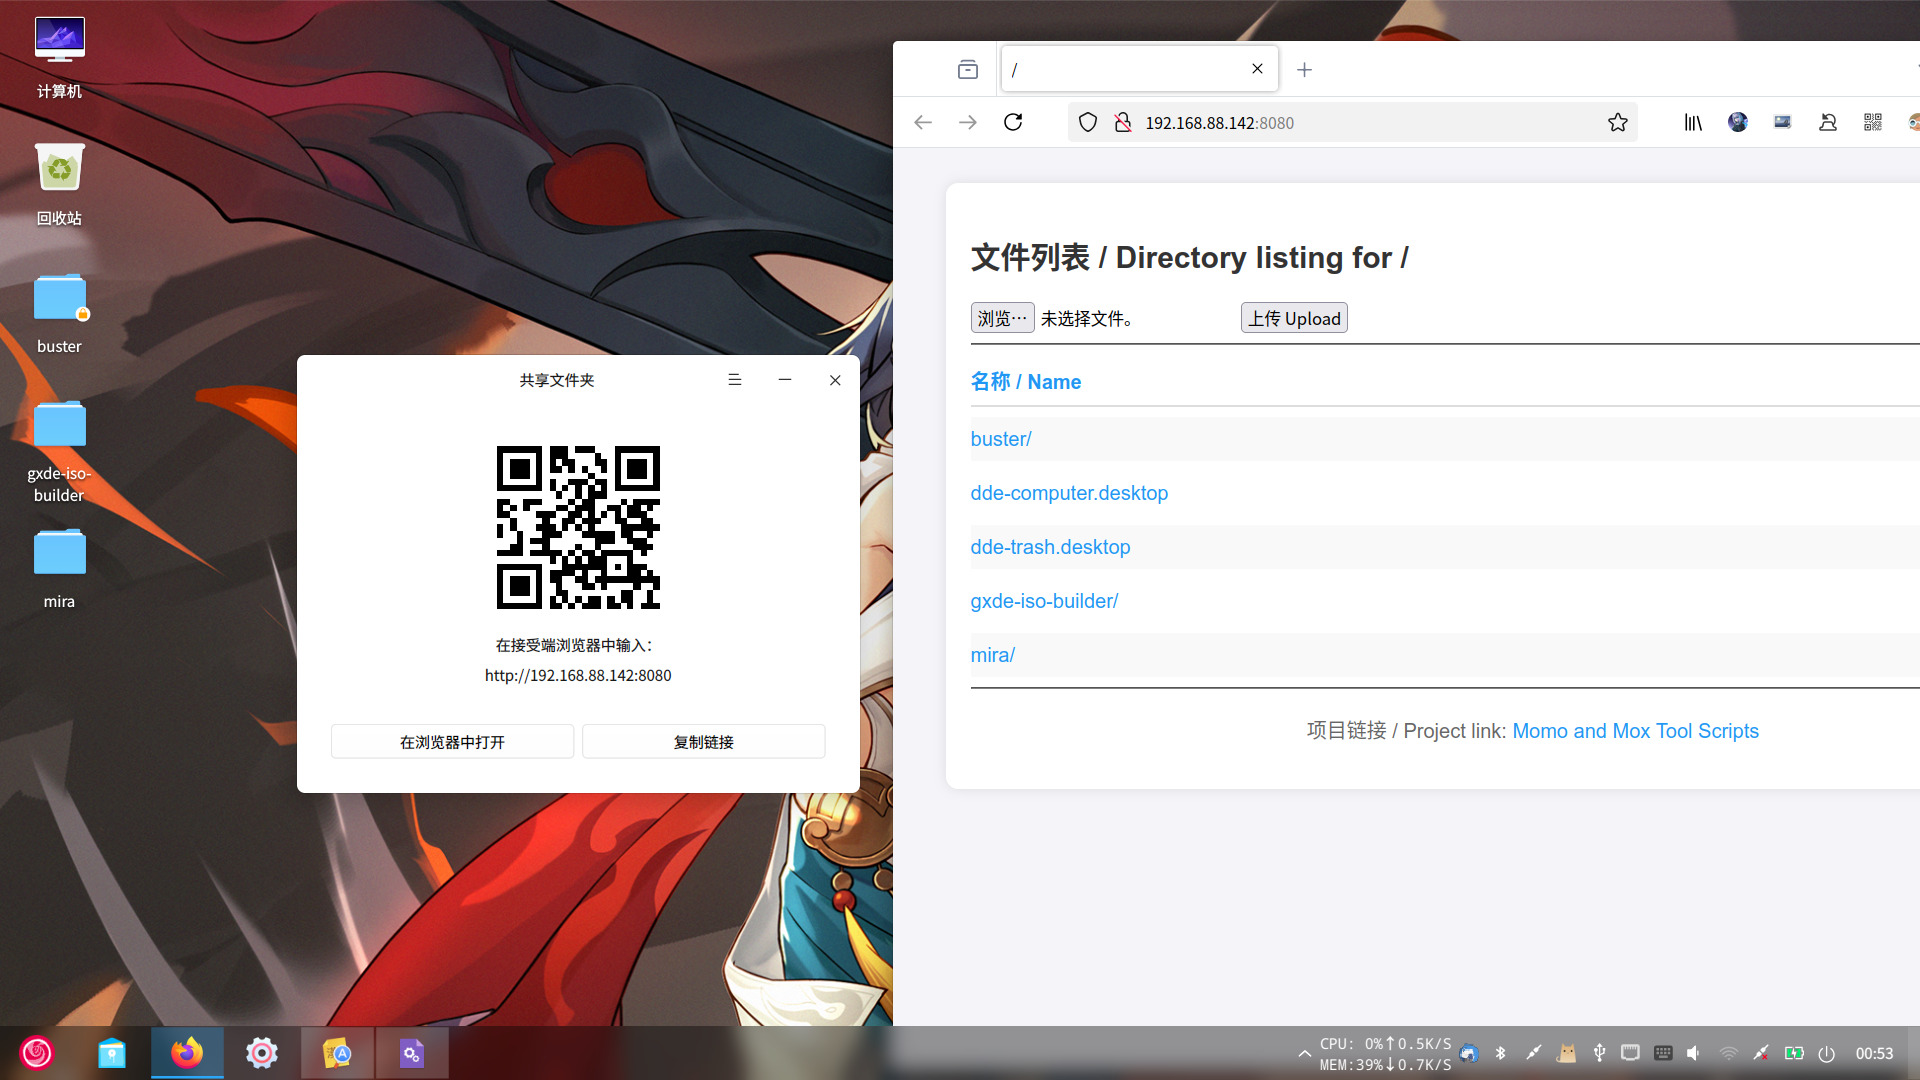 计算机
回收站
buster
gxde-iso-
builder
mira
共享文件夹
在接受端浏览器中输入：
http://192.168.88.142:8080
在浏览器中打开
复制链接
/
192.168.88.142:8080
文件列表 / Directory listing for /
浏览… 未选择文件。 上传 Upload
名称 / Name
buster/
dde-computer.desktop
dde-trash.desktop
gxde-iso-builder/
mira/
项目链接 / Project link: Momo and Mox Tool Scripts
CPU: 0%↑0.5K/S
MEM:39%↓0.7K/S
00:53